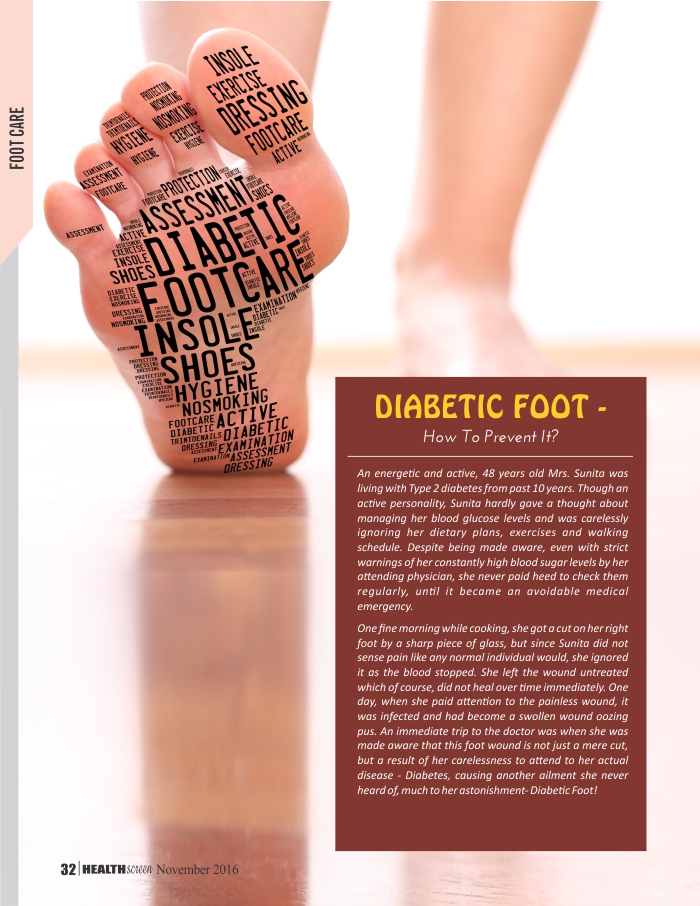 FOOT CARE
INSOLE
EXERCISE
DRESSING
FOOTCARE
ACTIVE
PROTECTION
NOSMOKING
NOSMOKING
EXERCISE
HYGIENE
TRIMTOENAILS
TRIMTOENAILS
HYGIENE
HYGIENE
EXAMINATION
ASSESSMENT
FOOTCARE
ASSESSMENT
PROTECTION
ASSESSMENT
SHOES
DIABETIC
FOOTCARE
INSOLE
SHOES
HYGIENE
NOSMOKING
FOOTCARE ACTIVE
DIABETIC DIABETIC
TRIMTOENAILS
DRESSING EXAMINATION
ASSESSMENT ASSESSMENT
EXAMINATION DRESSING
ACTIVE
ASSESSMENT
EXERCISE
INSOLE
SHOES
DIABETIC
EXERCISE
NOSMOKING
DRESSING
NOSMOKING
EXAMINATION
DIABETIC
INSOLE
PROTECTION
DRESSING
DRESSING
PROTECTION
DIABETIC FOOT -
How To Prevent It?
An energetic and active, 48 years old Mrs. Sunita was
living with Type 2 diabetes from past 10 years. Though an
active personality, Sunita hardly gave a thought about
managing her blood glucose levels and was carelessly
ignoring her dietary plans, exercises and walking
schedule. Despite being made aware, even with strict
warnings of her constantly high blood sugar levels by her
attending physician, she never paid heed to check them
regularly, until it became an avoidable medical
emergency.
One fine morning while cooking, she got a cut on her right
foot by a sharp piece of glass, but since Sunita did not
sense pain like any normal individual would, she ignored
it as the blood stopped. She left the wound untreated
which of course, did not heal over time immediately. One
day, when she paid attention to the painless wound, it
was infected and had become a swollen wound oozing
pus. An immediate trip to the doctor was when she was
made aware that this foot wound is not just a mere cut,
but a result of her carelessness to attend to her actual
disease - Diabetes, causing another ailment she never
heard of, much to her astonishment- Diabetic Foot!
32 HEALTH screen November 2016